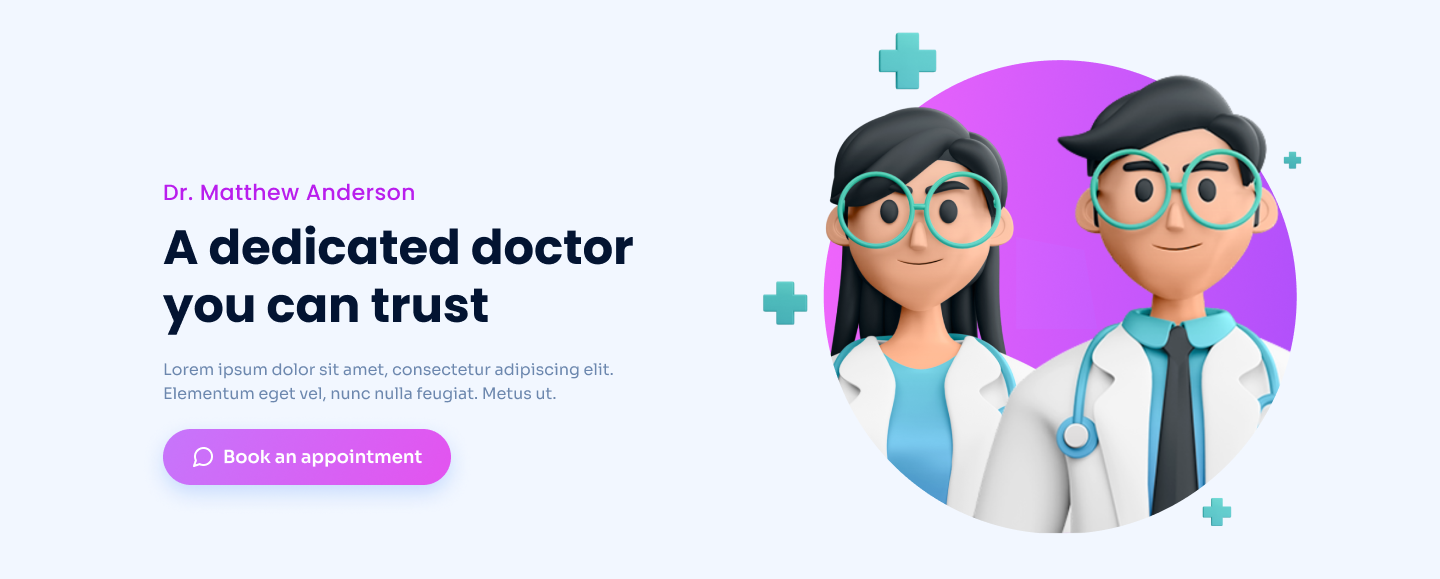 Dr. Matthew Anderson
A dedicated doctor
you can trust
Lorem ipsum dolor sit amet, consectetur adipiscing elit.
Elementum eget vel, nunc nulla feugiat. Metus ut.
Book an appointment